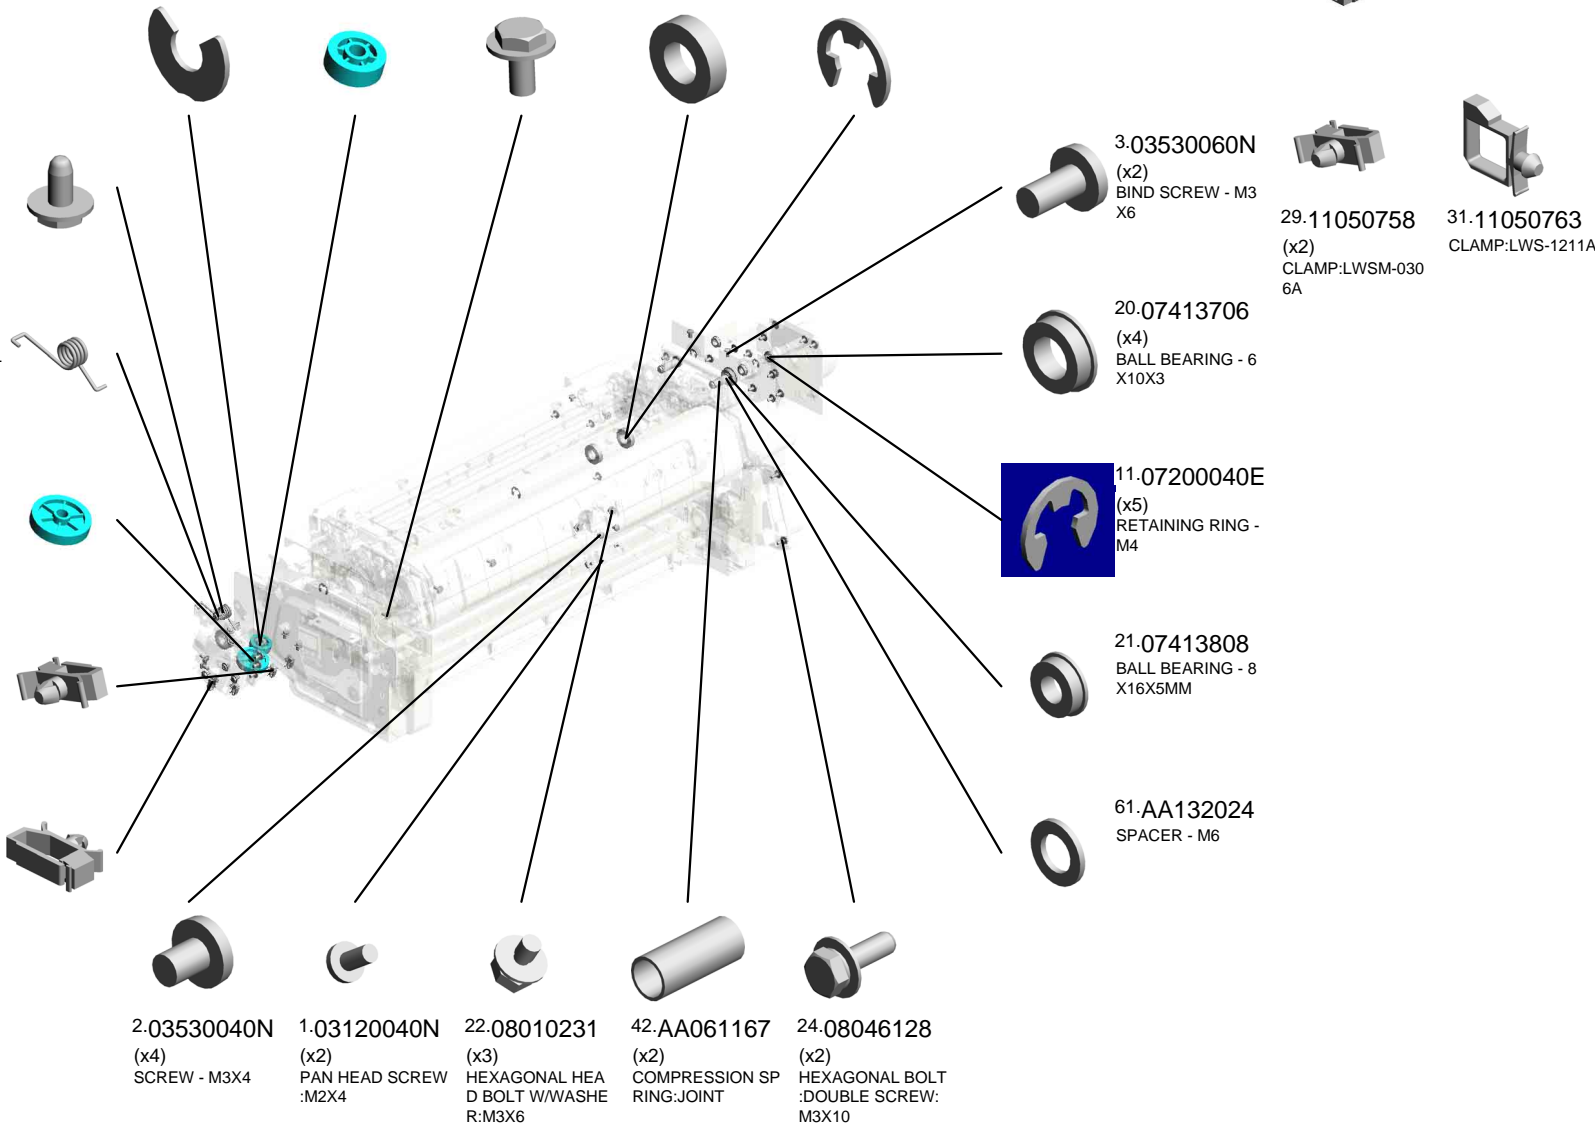 3.03530060N
(x2)
BIND SCREW - M3
X6
29.11050758
(x2)
CLAMP:LWSM-030
6A
31.11050763
CLAMP:LWS-1211A
20.07413706
(x4)
BALL BEARING - 6
X10X3
11.07200040E
(x5)
RETAINING RING -
M4
21.07413808
BALL BEARING - 8
X16X5MM
61.AA132024
SPACER - M6
2.03530040N
(x4)
SCREW - M3X4
1.03120040N
(x2)
PAN HEAD SCREW
:M2X4
22.08010231
(x3)
HEXAGONAL HEA
D BOLT W/WASHE
R:M3X6
42.AA061167
(x2)
COMPRESSION SP
RING:JOINT
24.08046128
(x2)
HEXAGONAL BOLT
:DOUBLE SCREW:
M3X10